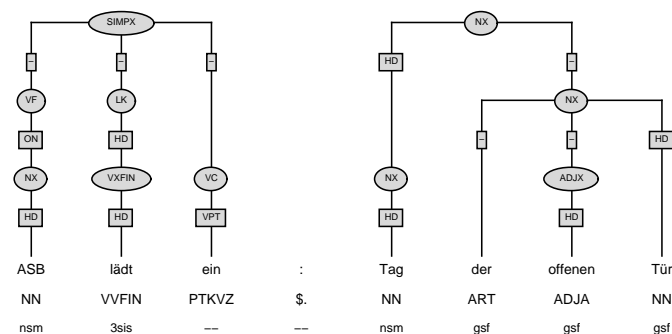 SIMPX NX
– – – HD –
VF LK NX
ON HD – – HD
NX VXFIN VC NX ADJX
HD HD VPT HD HD
ASB lädt ein : Tag der offenen Tür
NN VVFIN PTKVZ $. NN ART ADJA NN
nsm 3sis –– –– nsm gsf gsf gsf